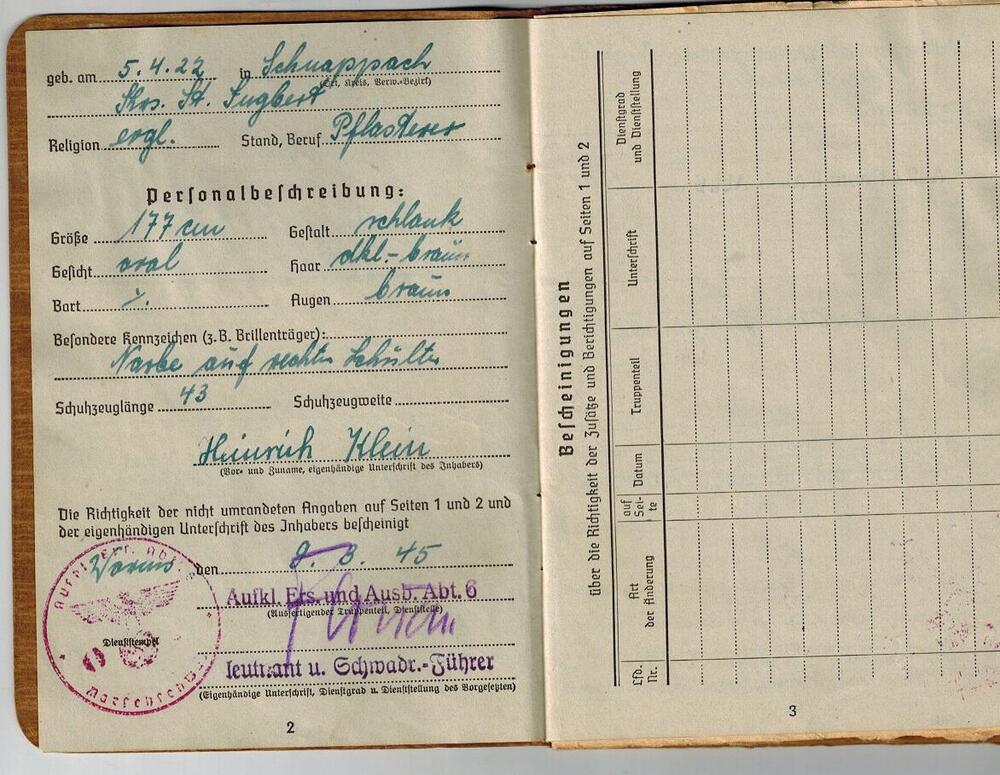 geb. am 5.4.22 in Schnappach
(Ort, Kreis, Verw.-Bezirk)
Krs. St. Ingbert
Religion evgl. Stand, Beruf Pflasterer
Personalbeschreibung:
Größe 177 cm Gestalt schlank
Gesicht oval Haar dkl-braun
Bart ./. Augen braun
Besondere Kennzeichen (z.B. Brillenträger):
Narbe auf rechter Schulter
Schuhzeuglänge 43 Schuhzeugweite
Heinrich Klein
(Vor- und Zuname, eigenhändige Unterschrift des Inhabers)
Die Richtigkeit der nicht umrandeten Angaben auf Seiten 1 und 2 und
der eigenhändigen Unterschrift des Inhabers bescheinigt
Worms den 3. 45
Aufkl. Ers. und Ausb. Abt. 6
(Ausfertigender Truppenteil, Dienststelle)
Dienststempel
leutnant u. Schwadr.-Führer
(Eigenhändige Unterschrift, Dienstgrad u. Dienststellung des Vorgesetzten)
2
Bescheinigungen
über die Richtigkeit der Zusätze und Berichtigungen auf Seiten 1 und 2
Lfd. Nr.
Art der Änderung
auf Sei-te
Datum
Truppenteil
Unterschrift
Dienstgrad und Dienststellung
3